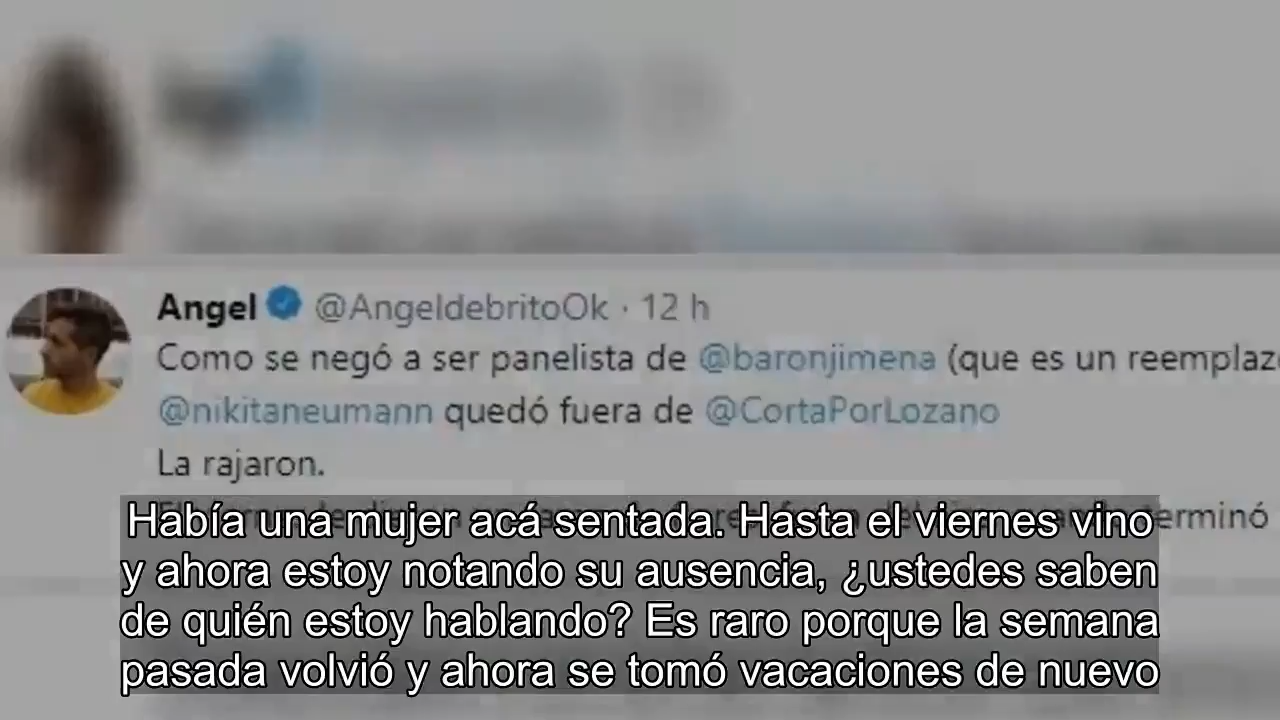 Angel @AngeldebritoOk · 12 h
Como se negó a ser panelista de @baronjimena (que es un reemplazo
@nikitaneumann quedó fuera de @CortaPorLozano
La rajaron.
erminó
Había una mujer acá sentada. Hasta el viernes vino
y ahora estoy notando su ausencia, ¿ustedes saben
de quién estoy hablando? Es raro porque la semana
pasada volvió y ahora se tomó vacaciones de nuevo